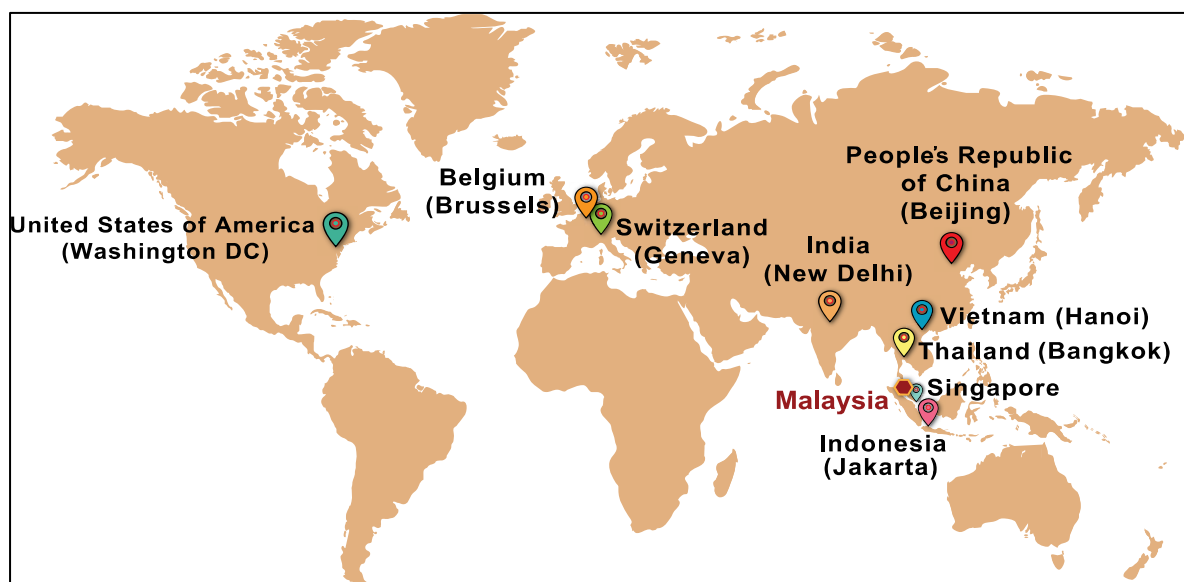 United States of America
(Washington DC)
Belgium
(Brussels)
Switzerland
(Geneva)
People's Republic
of China
(Beijing)
India
(New Delhi)
Vietnam (Hanoi)
Thailand (Bangkok)
Singapore
Malaysia
Indonesia
(Jakarta)